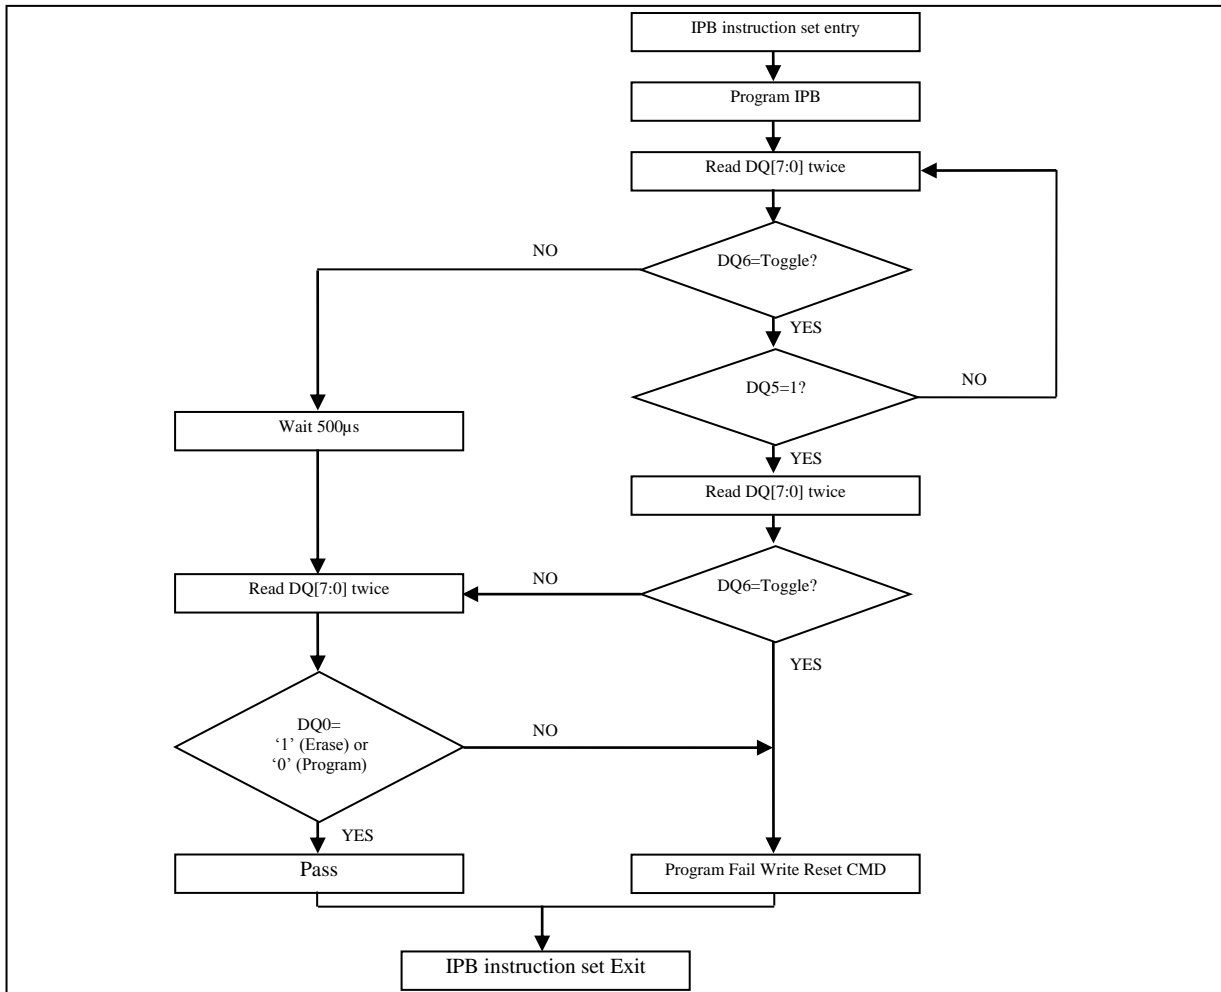 IPB instruction set entry
Program IPB
Read DQ[7:0] twice
NO
DQ6=Toggle?
YES
DQ5=1?
NO
Wait 500µs
YES
Read DQ[7:0] twice
Read DQ[7:0] twice
NO
DQ6=Toggle?
YES
DQ0=
‘1’ (Erase) or
‘0’ (Program)
NO
YES
Pass
Program Fail Write Reset CMD
IPB instruction set Exit